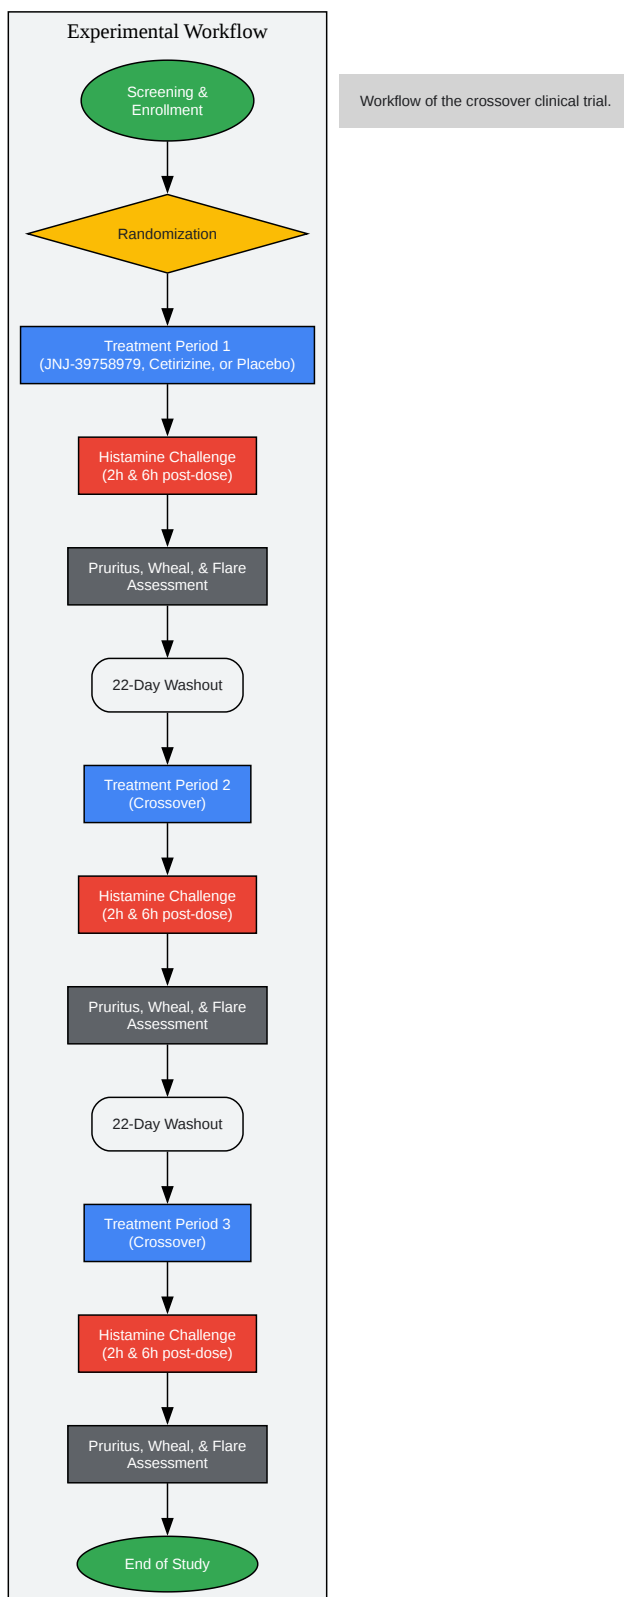 Experimental Workflow
Screening &
Enrollment
Workflow of the crossover clinical trial.
Randomization
Treatment Period 1
(JNJ-39758979, Cetirizine, or Placebo)
Histamine Challenge
(2h & 6h post-dose)
Pruritus, Wheal, & Flare
Assessment
22-Day Washout
Treatment Period 2
(Crossover)
Histamine Challenge
(2h & 6h post-dose)
Pruritus, Wheal, & Flare
Assessment
22-Day Washout
Treatment Period 3
(Crossover)
Histamine Challenge
(2h & 6h post-dose)
Pruritus, Wheal, & Flare
Assessment
End of Study